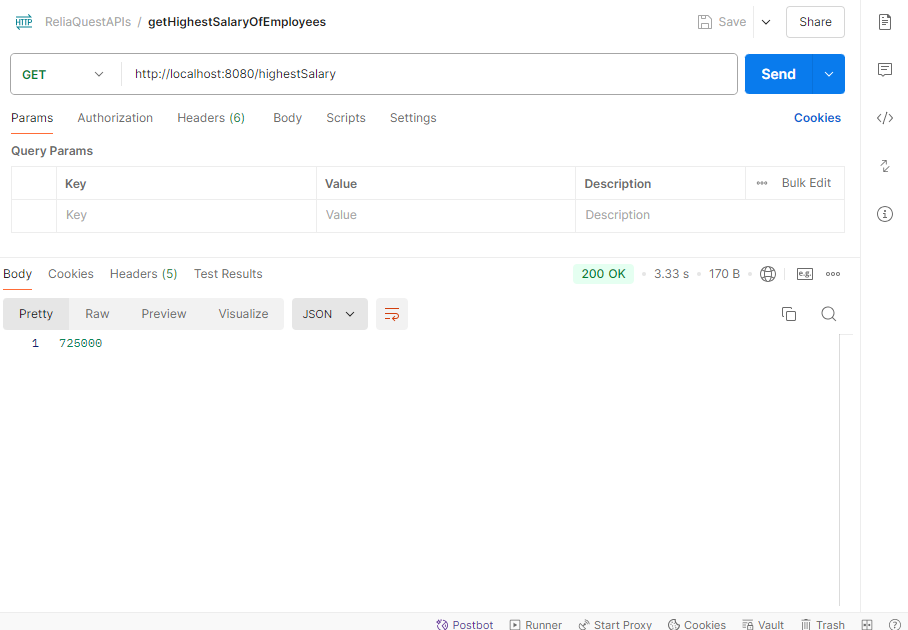 HTTP ReliaQuestAPIs / getHighestSalaryOfEmployees Save Share
GET http://localhost:8080/highestSalary Send
Params Authorization Headers (6) Body Scripts Settings Cookies
Query Params
Key Value Description Bulk Edit
Key Value Description
Body Cookies Headers (5) Test Results 200 OK 3.33 s 170 B e.g.
Pretty Raw Preview Visualize JSON
1 725000
Postbot Runner Start Proxy Cookies Vault Trash